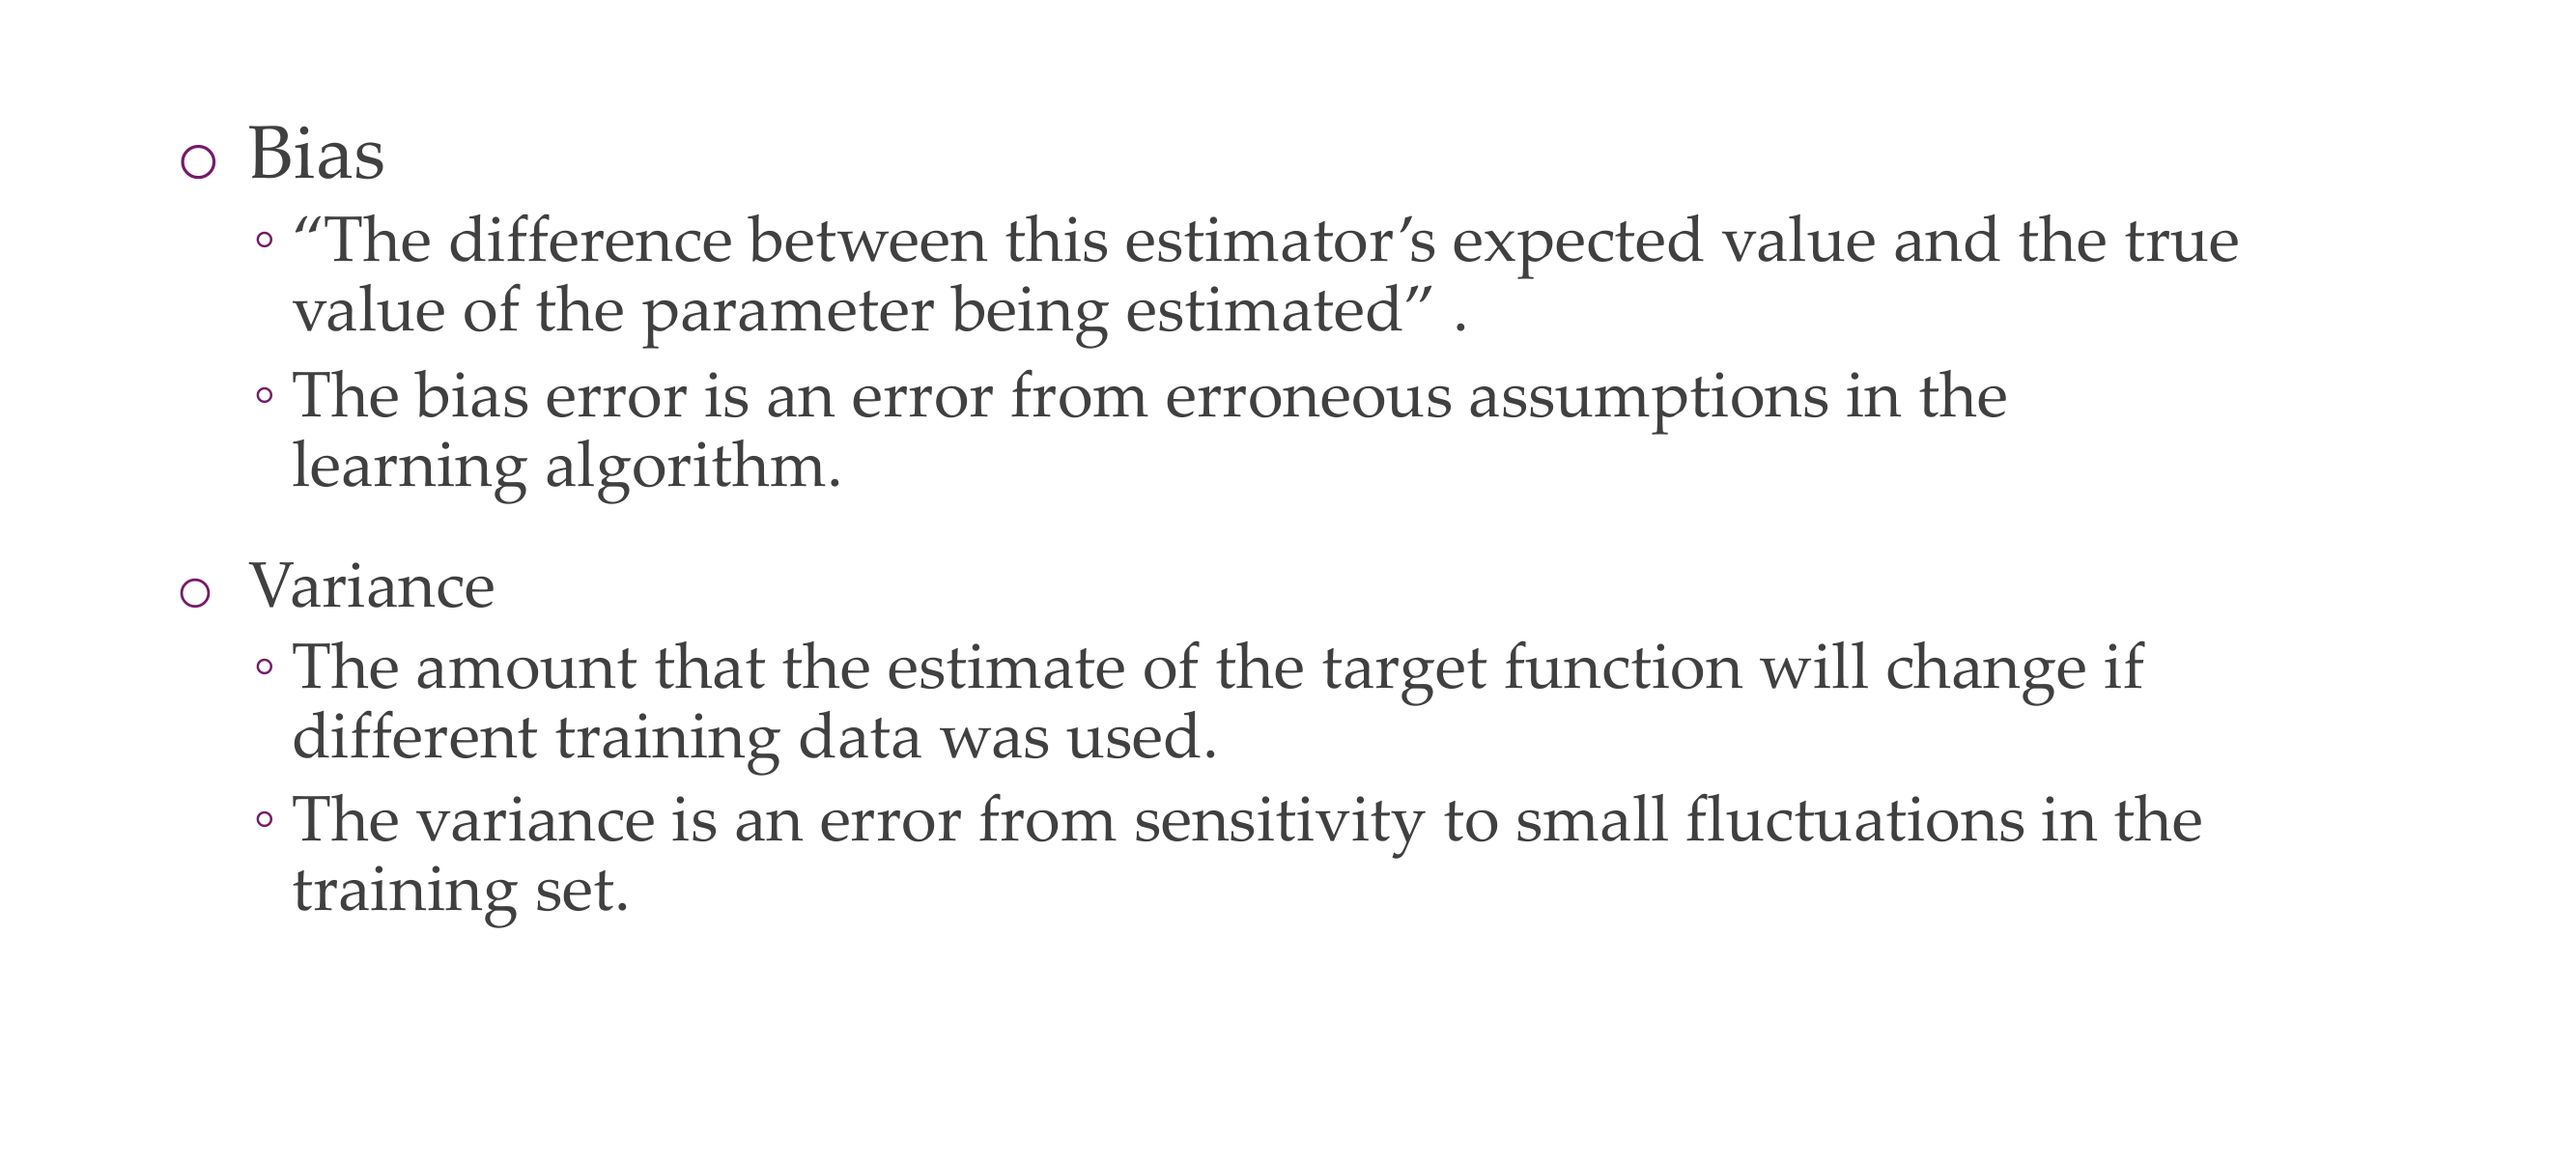 Bias
“The difference between this estimator’s expected value and the true
value of the parameter being estimated” .
The bias error is an error from erroneous assumptions in the
learning algorithm.
Variance
The amount that the estimate of the target function will change if
different training data was used.
The variance is an error from sensitivity to small fluctuations in the
training set.